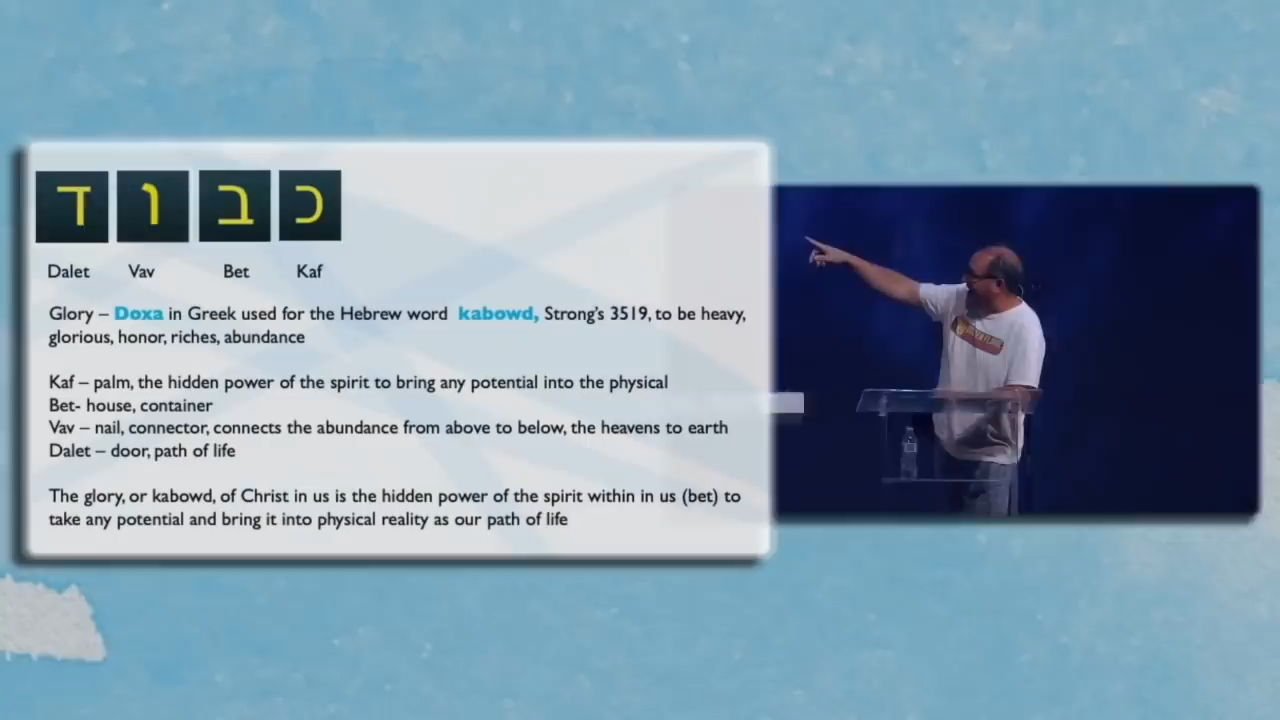 כבוד
Dalet Vav Bet Kaf
Glory – Doxa in Greek used for the Hebrew word kabowd, Strong's 3519, to be heavy,
glorious, honor, riches, abundance
Kaf – palm, the hidden power of the spirit to bring any potential into the physical
Bet- house, container
Vav – nail, connector, connects the abundance from above to below, the heavens to earth
Dalet – door, path of life
The glory, or kabowd, of Christ in us is the hidden power of the spirit within in us (bet) to
take any potential and bring it into physical reality as our path of life